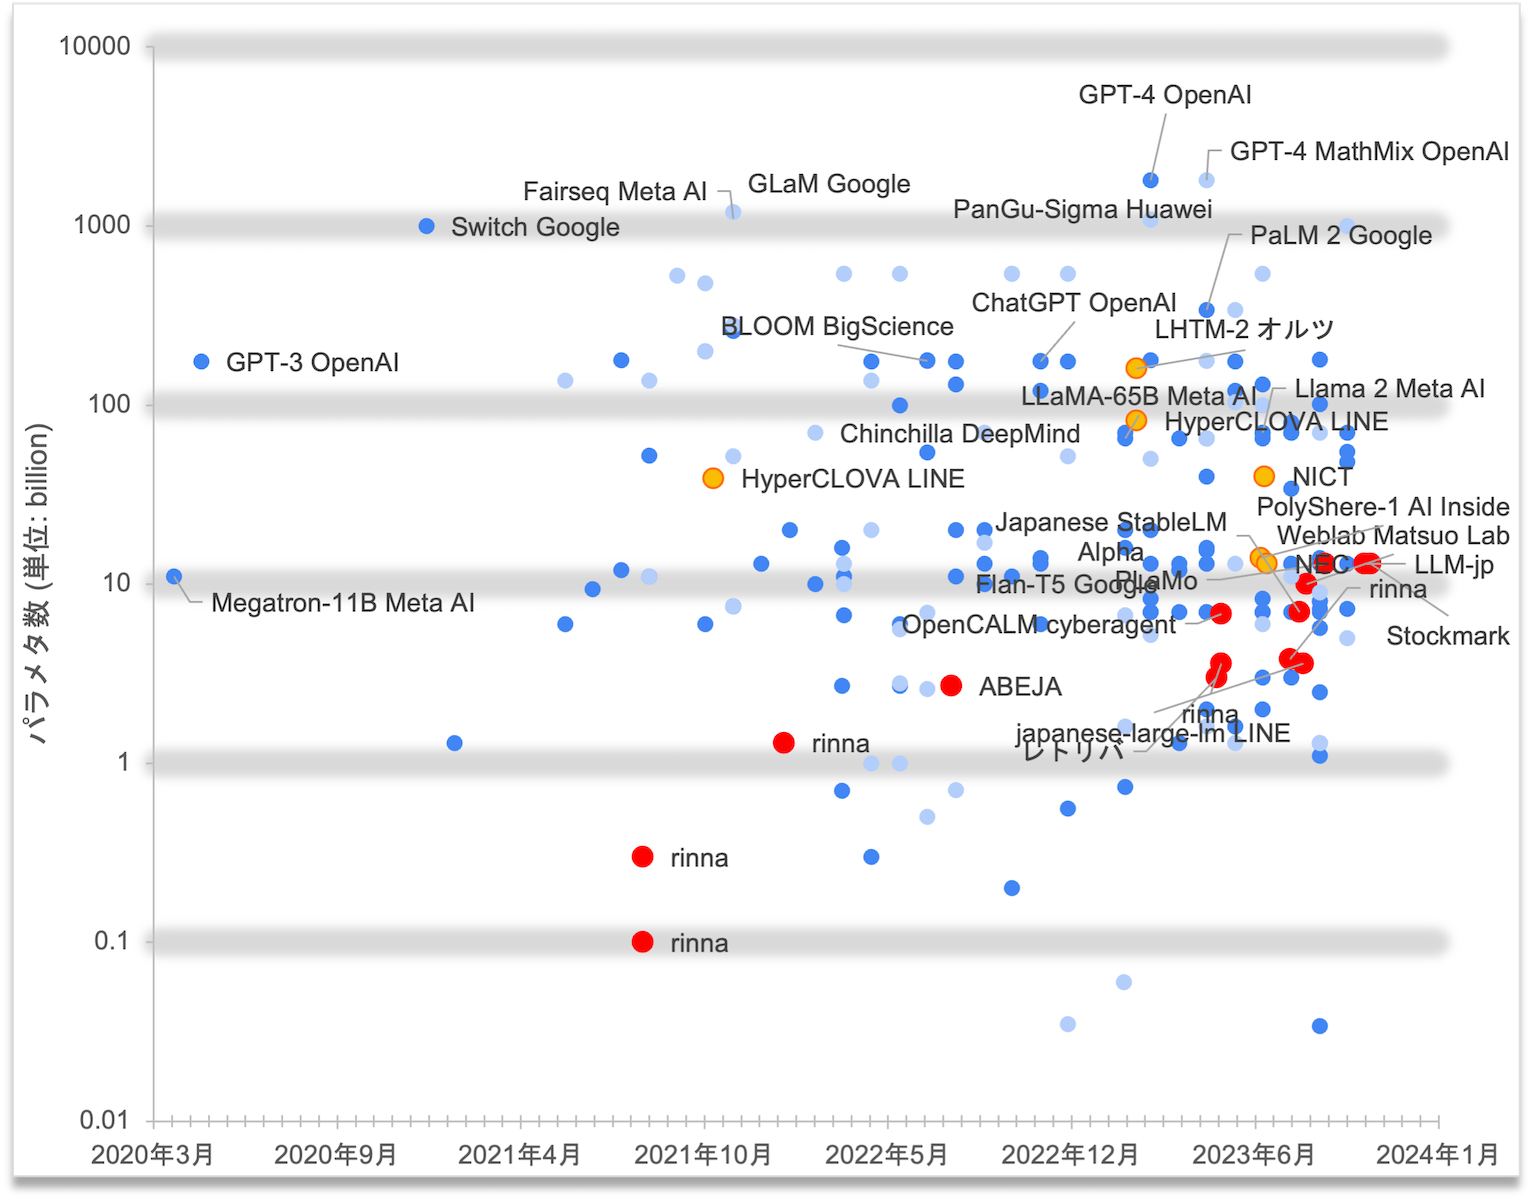 10000
1000
100
10
1
0.1
0.01
パラメタ数 (単位: billion)
2020年3月
2020年9月
2021年4月
2021年10月
2022年5月
2022年12月
2023年6月
2024年1月
GPT-4 OpenAI
GPT-4 MathMix OpenAI
Fairseq Meta AI
GLaM Google
PanGu-Sigma Huawei
Switch Google
PaLM 2 Google
ChatGPT OpenAI
BLOOM BigScience
LHTM-2 オルツ
GPT-3 OpenAI
LLaMA-65B Meta AI
Llama 2 Meta AI
HyperCLOVA LINE
Chinchilla DeepMind
HyperCLOVA LINE
NICT
PolyShere-1 AI Inside
Japanese StableLM
Alpha
Weblab Matsuo Lab
NEC
LLM-jp
PLaMo
Flan-T5 Google
rinna
Megatron-11B Meta AI
OpenCALM cyberagent
Stockmark
ABEJA
rinna
japanese-large-lm LINE
レトリバ
rinna
rinna
rinna